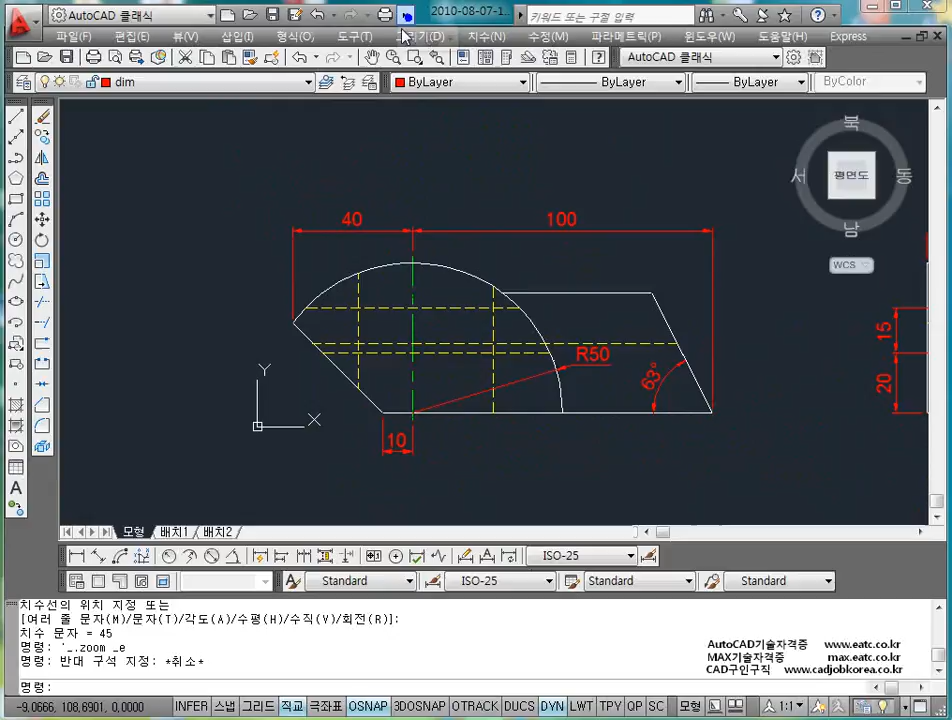 AutoCAD 클래식
2010-08-07-1...
키워드 또는 구절 입력
파일(F) 편집(E) 뷰(V) 삽입(I) 형식(O) 도구(T) 치수(N) 수정(M) 파라메트릭(P) 윈도우(W) 도움말(H) Express
AutoCAD 클래식
dim
ByLayer
ByLayer
ByLayer
ByColor
북
서
평면도
동
남
WCS
40
100
15
R50
63°
20
Y
X
10
모형 배치1 배치2
ISO-25
Standard
ISO-25
Standard
Standard
치수선의 위치 지정 또는
[여러 줄 문자(M)/문자(T)/각도(A)/수평(H)/수직(V)/회전(R)]:
치수 문자 = 45
명령: '_.zoom _e
명령: 반대 구석 지정: *취소*
명령:
AutoCAD기술자격증 www.eatc.co.kr
MAX기술자격증 max.eatc.co.kr
CAD구인구직 www.cadjobkorea.co.kr
-9.0666, 108.6901, 0.0000
INFER 스냅 그리드 직교 극좌표 OSNAP 3DOSNAP OTRACK DUCS DYN LWT TPY QP SC
모형
1:1